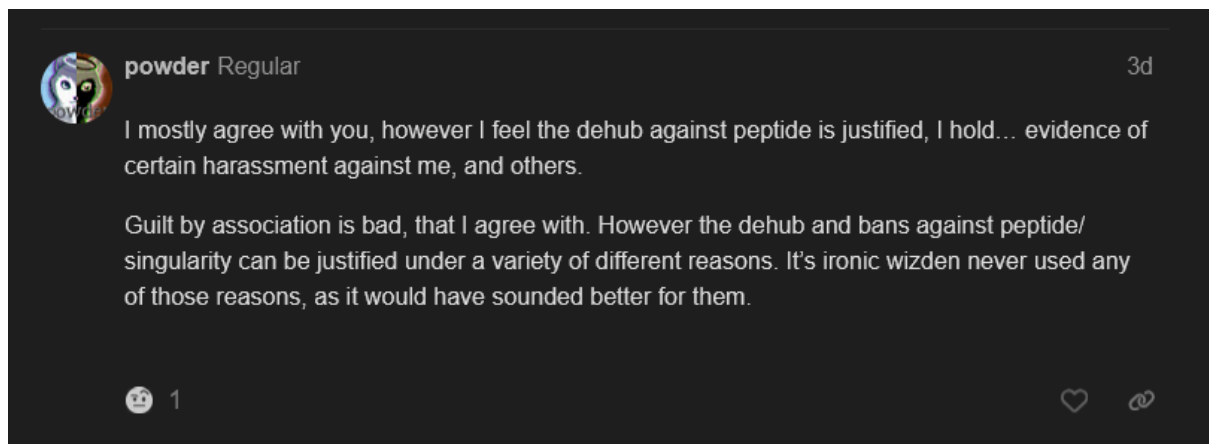 powder Regular
3d
I mostly agree with you, however I feel the dehub against peptide is justified, I hold… evidence of
certain harassment against me, and others.
Guilt by association is bad, that I agree with. However the dehub and bans against peptide/
singularity can be justified under a variety of different reasons. It’s ironic wizden never used any
of those reasons, as it would have sounded better for them.
1